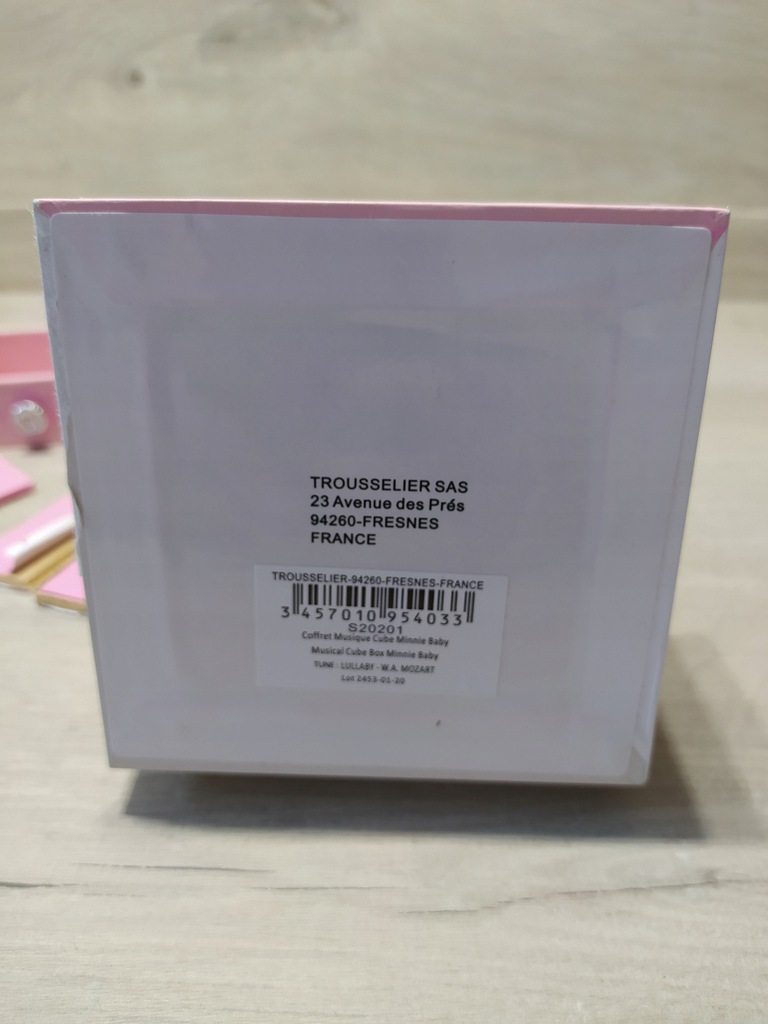 TROUSSELIER SAS
23 Avenue des Prés
94260-FRESNES
FRANCE
TROUSSELIER-94260-FRESNES-FRANCE
3 457010 954033
S20201
Coffret Musique Cube Minnie Baby
Musical Cube Box Minnie Baby
TUNE : LULLABY - W.A. MOZART
Lot 2453-01-20